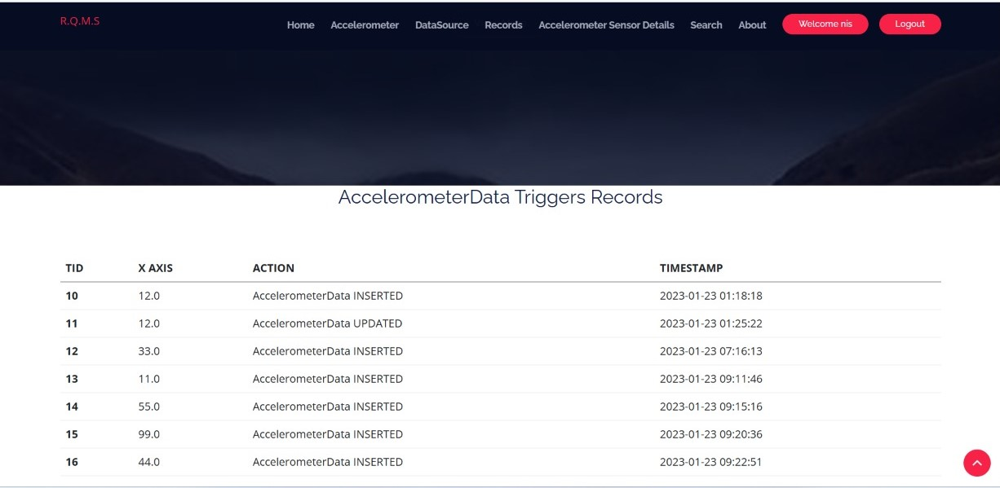 R.Q.M.S
Home Accelerometer DataSource Records Accelerometer Sensor Details Search About Welcome nis Logout
AccelerometerData Triggers Records
TID X AXIS ACTION TIMESTAMP
10 12.0 AccelerometerData INSERTED 2023-01-23 01:18:18
11 12.0 AccelerometerData UPDATED 2023-01-23 01:25:22
12 33.0 AccelerometerData INSERTED 2023-01-23 07:16:13
13 11.0 AccelerometerData INSERTED 2023-01-23 09:11:46
14 55.0 AccelerometerData INSERTED 2023-01-23 09:15:16
15 99.0 AccelerometerData INSERTED 2023-01-23 09:20:36
16 44.0 AccelerometerData INSERTED 2023-01-23 09:22:51